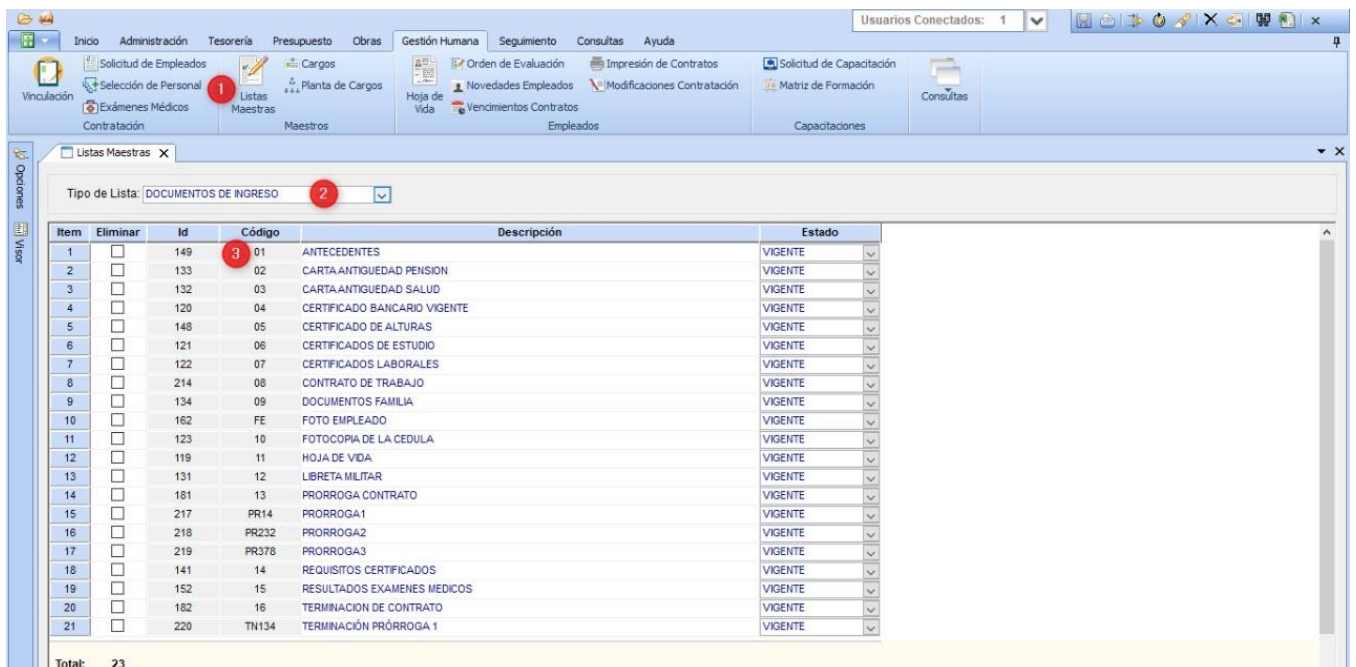 Usuarios Conectados: 1
Inicio Administración Tesorería Presupuesto Obras Gestión Humana Seguimiento Consultas Ayuda
Solicitud de Empleados Cargos Orden de Evaluación Impresión de Contratos Solicitud de Capacitación
Selección de Personal 1 Planta de Cargos Novedades Empleados Modificaciones Contratación Matriz de Formación
Vinculación Listas Maestras Hoja de Vida Consultas
Exámenes Médicos Vencimientos Contratos
Contratación Maestros Empleados Capacitaciones
Opciones
Visor
Listas Maestras
Tipo de Lista: DOCUMENTOS DE INGRESO 2
Item Eliminar Id Código Descripción Estado
1 149 3 01 ANTECEDENTES VIGENTE
2 133 02 CARTA ANTIGUEDAD PENSION VIGENTE
3 132 03 CARTA ANTIGUEDAD SALUD VIGENTE
4 120 04 CERTIFICADO BANCARIO VIGENTE VIGENTE
5 148 05 CERTIFICADO DE ALTURAS VIGENTE
6 121 06 CERTIFICADOS DE ESTUDIO VIGENTE
7 122 07 CERTIFICADOS LABORALES VIGENTE
8 214 08 CONTRATO DE TRABAJO VIGENTE
9 134 09 DOCUMENTOS FAMILIA VIGENTE
10 162 FE FOTO EMPLEADO VIGENTE
11 123 10 FOTOCOPIA DE LA CEDULA VIGENTE
12 119 11 HOJA DE VIDA VIGENTE
13 131 12 LIBRETA MILITAR VIGENTE
14 181 13 PRORROGA CONTRATO VIGENTE
15 217 PR14 PRORROGA1 VIGENTE
16 218 PR232 PRORROGA2 VIGENTE
17 219 PR378 PRORROGA3 VIGENTE
18 141 14 REQUISITOS CERTIFICADOS VIGENTE
19 152 15 RESULTADOS EXAMENES MEDICOS VIGENTE
20 182 16 TERMINACION DE CONTRATO VIGENTE
21 220 TN134 TERMINACIÓN PRÓRROGA 1 VIGENTE
Total: 23